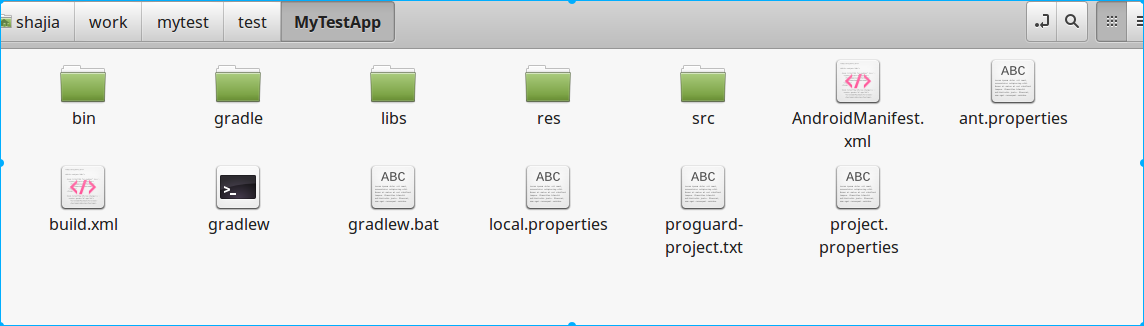 shajia work mytest test MyTestApp
bin gradle libs res src AndroidManifest.
xml ant.properties
ABC
build.xml gradlew gradlew.bat local.properties proguard-
project.txt project.
properties
>_
ABC ABC ABC ABC